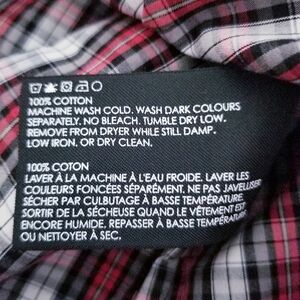 100% COTTON
MACHINE WASH COLD. WASH DARK COLOURS
SEPARATELY. NO BLEACH. TUMBLE DRY LOW.
REMOVE FROM DRYER WHILE STILL DAMP.
LOW IRON. OR DRY CLEAN.
100% COTON
LAVER À LA MACHINE À L'EAU FROIDE. LAVER LES
COULEURS FONCÉES SÉPARÉMENT. NE PAS JAVELLISER.
SÉCHER PAR CULBUTAGE À BASSE TEMPÉRATURE.
SORTIR DE LA SÉCHEUSE QUAND LE VÊTEMENT EST
ENCORE HUMIDE. REPASSER À BASSE TEMPÉRATURE
OU NETTOYER À SEC.